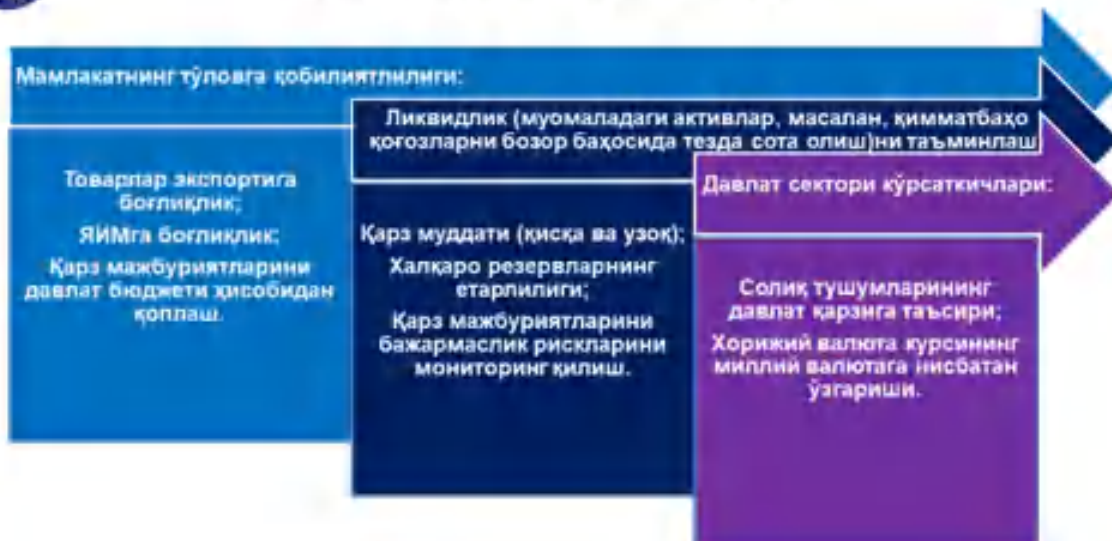 Мамлакатнинг тўловга қобилиятлилиги:
Товарлар экспортига
боғлиқлик;
ЯИМга боғлиқлик;
Қарз мажбуриятларини
давлат бюджети ҳисобидан
қоплаш.
Ликвидлик (муомаладаги активлар, масалан, қимматбаҳо
қоғозларни бозор баҳосида тезда сота олиш)ни таъминлаш
Қарз муддати (қисқа ва узоқ);
Халқаро резервларнинг
етарлилиги;
Қарз мажбуриятларини
бажармаслик рискларини
мониторинг қилиш.
Давлат сектори кўрсаткичлари:
Солиқ тушумларининг
давлат қарзига таъсири;
Хорижий валюта курсининг
миллий валютага нисбатан
ўзгариши.